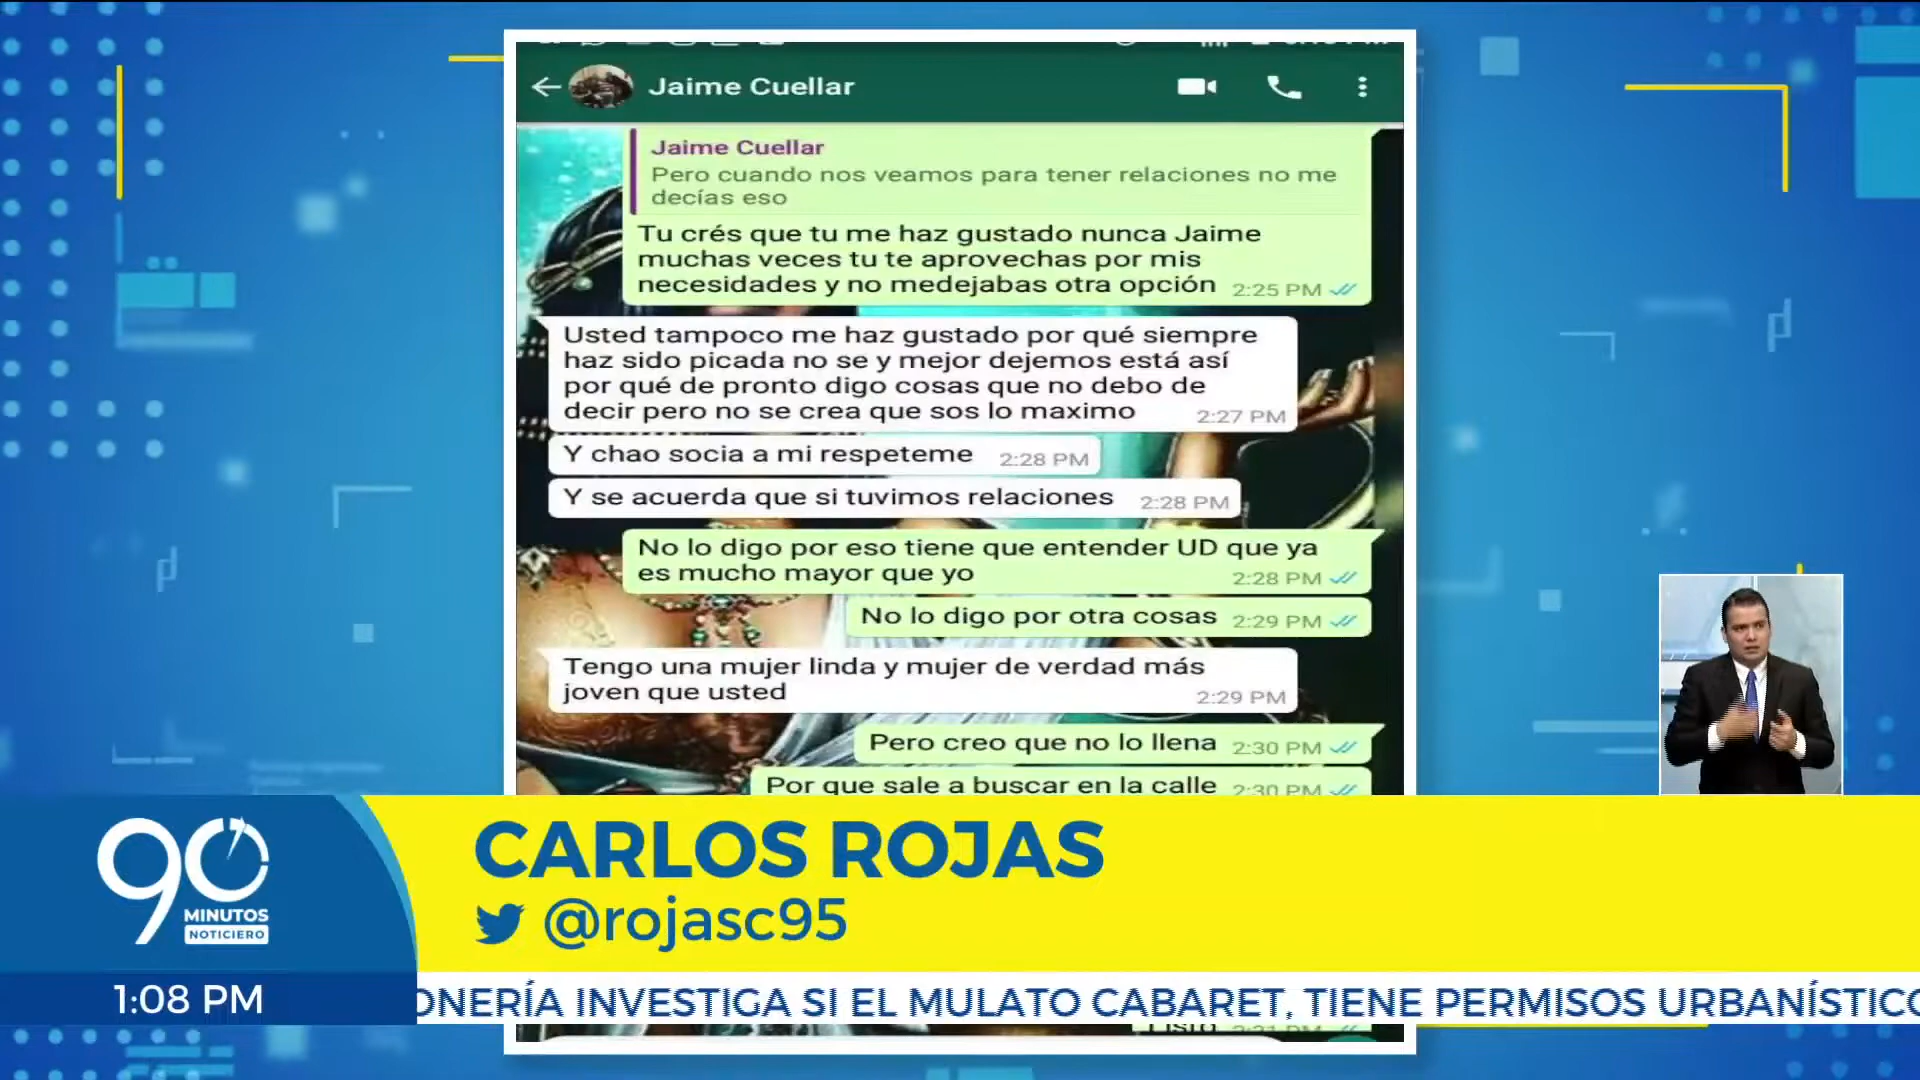 Jaime Cuellar
Jaime Cuellar
Pero cuando nos veamos para tener relaciones no me
decías eso
Tu crés que tu me haz gustado nunca Jaime
muchas veces tu te aprovechas por mis
necesidades y no medejabas otra opción 2:25 PM
Usted tampoco me haz gustado por qué siempre
haz sido picada no se y mejor dejemos está así
por qué de pronto digo cosas que no debo de
decir pero no se crea que sos lo maximo 2:27 PM
Y chao socia a mi respeteme 2:28 PM
Y se acuerda que si tuvimos relaciones 2:28 PM
No lo digo por eso tiene que entender UD que ya
es mucho mayor que yo 2:28 PM
No lo digo por otra cosas 2:29 PM
Tengo una mujer linda y mujer de verdad más
joven que usted 2:29 PM
Pero creo que no lo llena 2:30 PM
Por que sale a buscar en la calle 2:30 PM
CARLOS ROJAS
@rojasc95
90
MINUTOS
NOTICIERO
1:08 PM
ONERÍA INVESTIGA SI EL MULATO CABARET, TIENE PERMISOS URBANÍSTICO